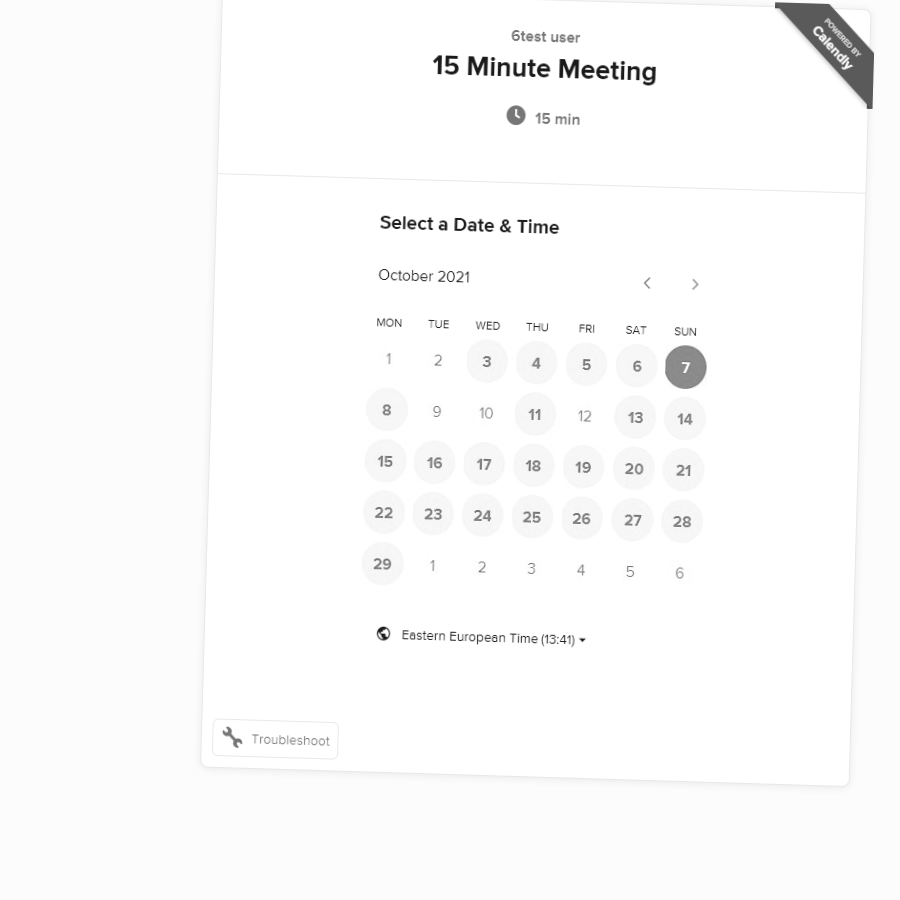 6test user
15 Minute Meeting
15 min
POWERED BY
Calendly
Select a Date & Time
October 2021
MON TUE WED THU FRI SAT SUN
1 2 3 4 5 6 7
8 9 10 11 12 13 14
15 16 17 18 19 20 21
22 23 24 25 26 27 28
29 1 2 3 4 5 6
Eastern European Time (13:41)
Troubleshoot